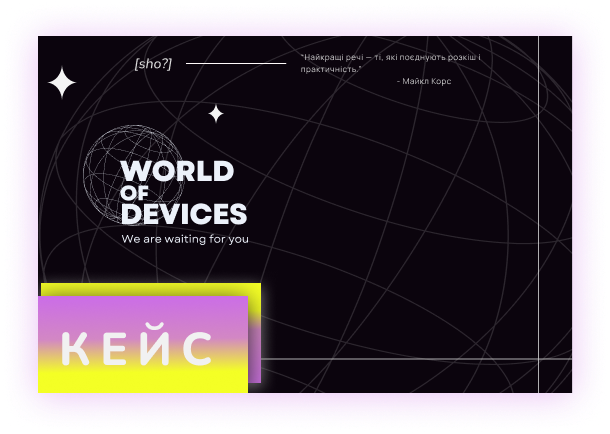 [sho?]
"Найкращі речі — ті, які поєднують розкіш і
практичність."
- Майкл Корс
WORLD
OF
DEVICES
We are waiting for you
КЕЙС